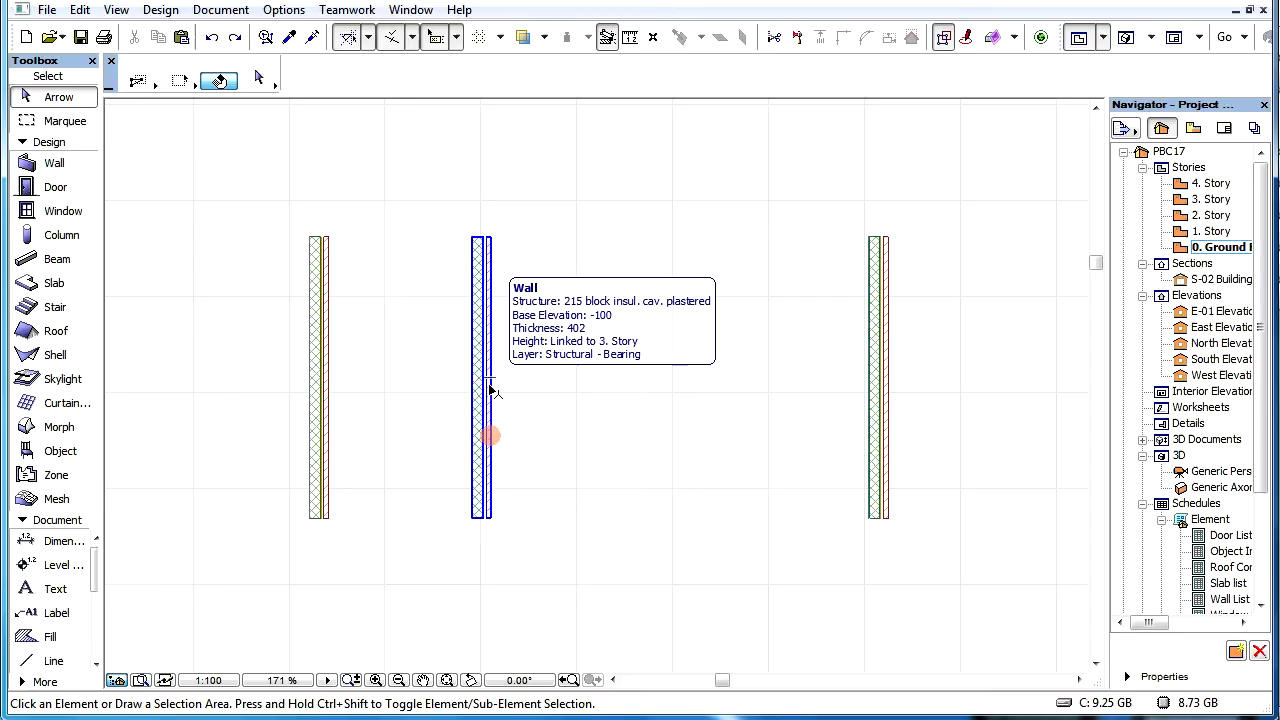 File Edit View Design Document Options Teamwork Window Help
Go
Toolbox
Select
Arrow
Marquee
Design
Wall
Door
Window
Column
Beam
Slab
Stair
Roof
Shell
Skylight
Curtain...
Morph
Object
Zone
Mesh
Document
Dimen...
Level ...
Text
Label
Fill
Line
More
Wall
Structure: 215 block insul. cav. plastered
Base Elevation: -100
Thickness: 402
Height: Linked to 3. Story
Layer: Structural - Bearing
Navigator - Project ...
PBC17
Stories
4. Story
3. Story
2. Story
1. Story
0. Ground
Sections
S-02 Building
Elevations
E-01 Elevatio
East Elevatio
North Elevat
South Elevat
West Elevati
Interior Elevatio
Worksheets
Details
3D Documents
3D
Generic Pers
Generic Axo
Schedules
Element
Door List
Object In
Roof Co
Slab list
Wall List
Properties
1:100 171 % 0.00°
Click an Element or Draw a Selection Area. Press and Hold Ctrl+Shift to Toggle Element/Sub-Element Selection.
C: 9.25 GB 8.73 GB